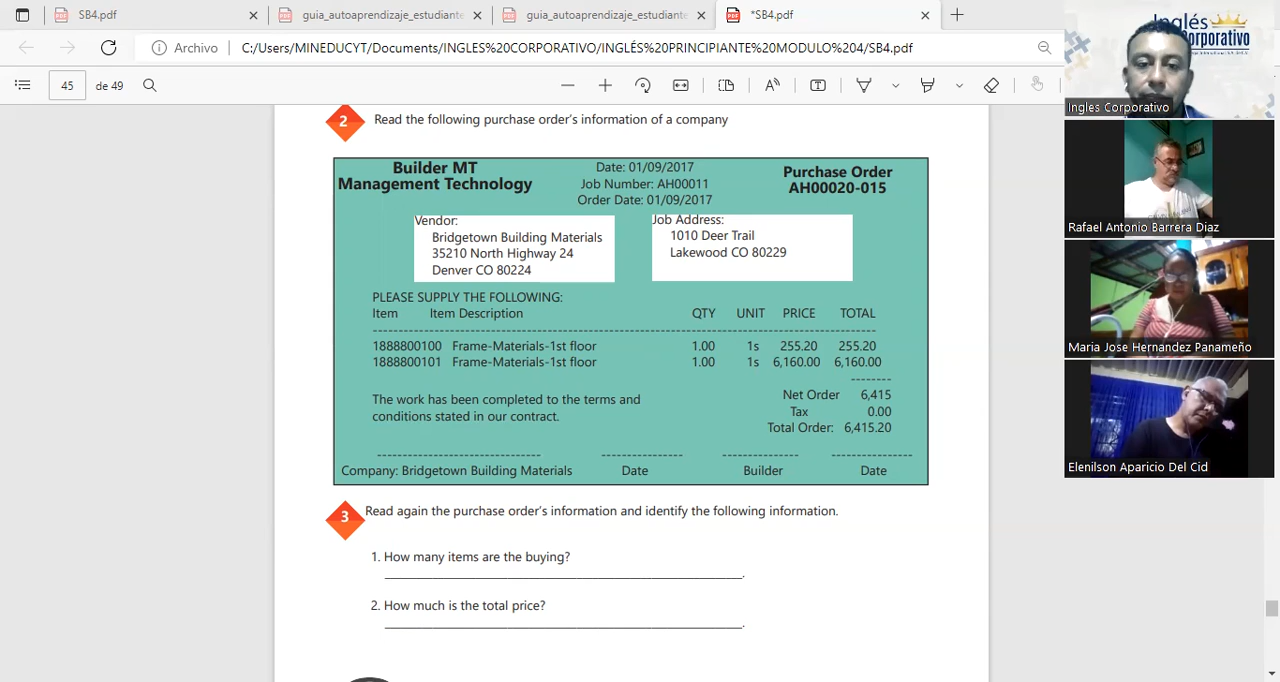 SB4.pdf
guia_autoaprendizaje_estudiante
guia_autoaprendizaje_estudiante
*SB4.pdf
Archivo
C:/Users/MINEDUCYT/Documents/INGLES%20CORPORATIVO/INGLÉS%20PRINCIPIANTE%20MODULO%204/SB4.pdf
45 de 49
2 Read the following purchase order's information of a company
Builder MT
Management Technology
Date: 01/09/2017
Job Number: AH00011
Order Date: 01/09/2017
Purchase Order
AH00020-015
Vendor:
Bridgetown Building Materials
35210 North Highway 24
Denver CO 80224
Job Address:
1010 Deer Trail
Lakewood CO 80229
PLEASE SUPPLY THE FOLLOWING:
Item Item Description QTY UNIT PRICE TOTAL
1888800100 Frame-Materials-1st floor 1.00 1s 255.20 255.20
1888800101 Frame-Materials-1st floor 1.00 1s 6,160.00 6,160.00
The work has been completed to the terms and
conditions stated in our contract.
Net Order 6,415
Tax 0.00
Total Order: 6,415.20
Company: Bridgetown Building Materials Date Builder Date
3 Read again the purchase order's information and identify the following information.
1. How many items are the buying?
2. How much is the total price?
Inglés
Corporativo
Ingles Corporativo
Rafael Antonio Barrera Diaz
Maria Jose Hernandez Panameño
Elenilson Aparicio Del Cid